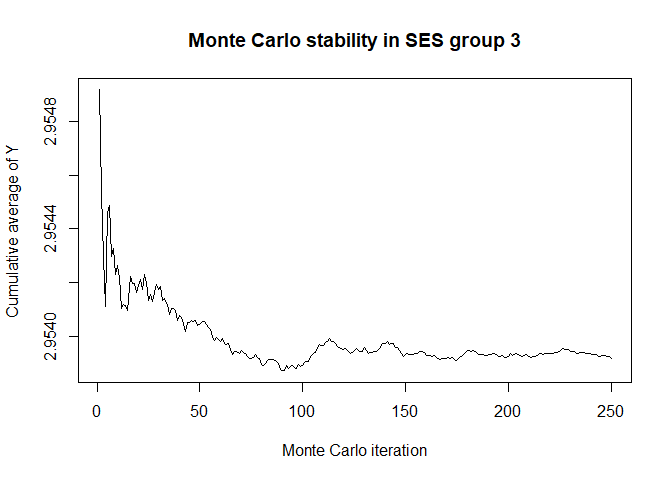 Monte Carlo stability in SES group 3
Cumulative average of Y
2.9548
2.9544
2.9540
0 50 100 150 200 250
Monte Carlo iteration